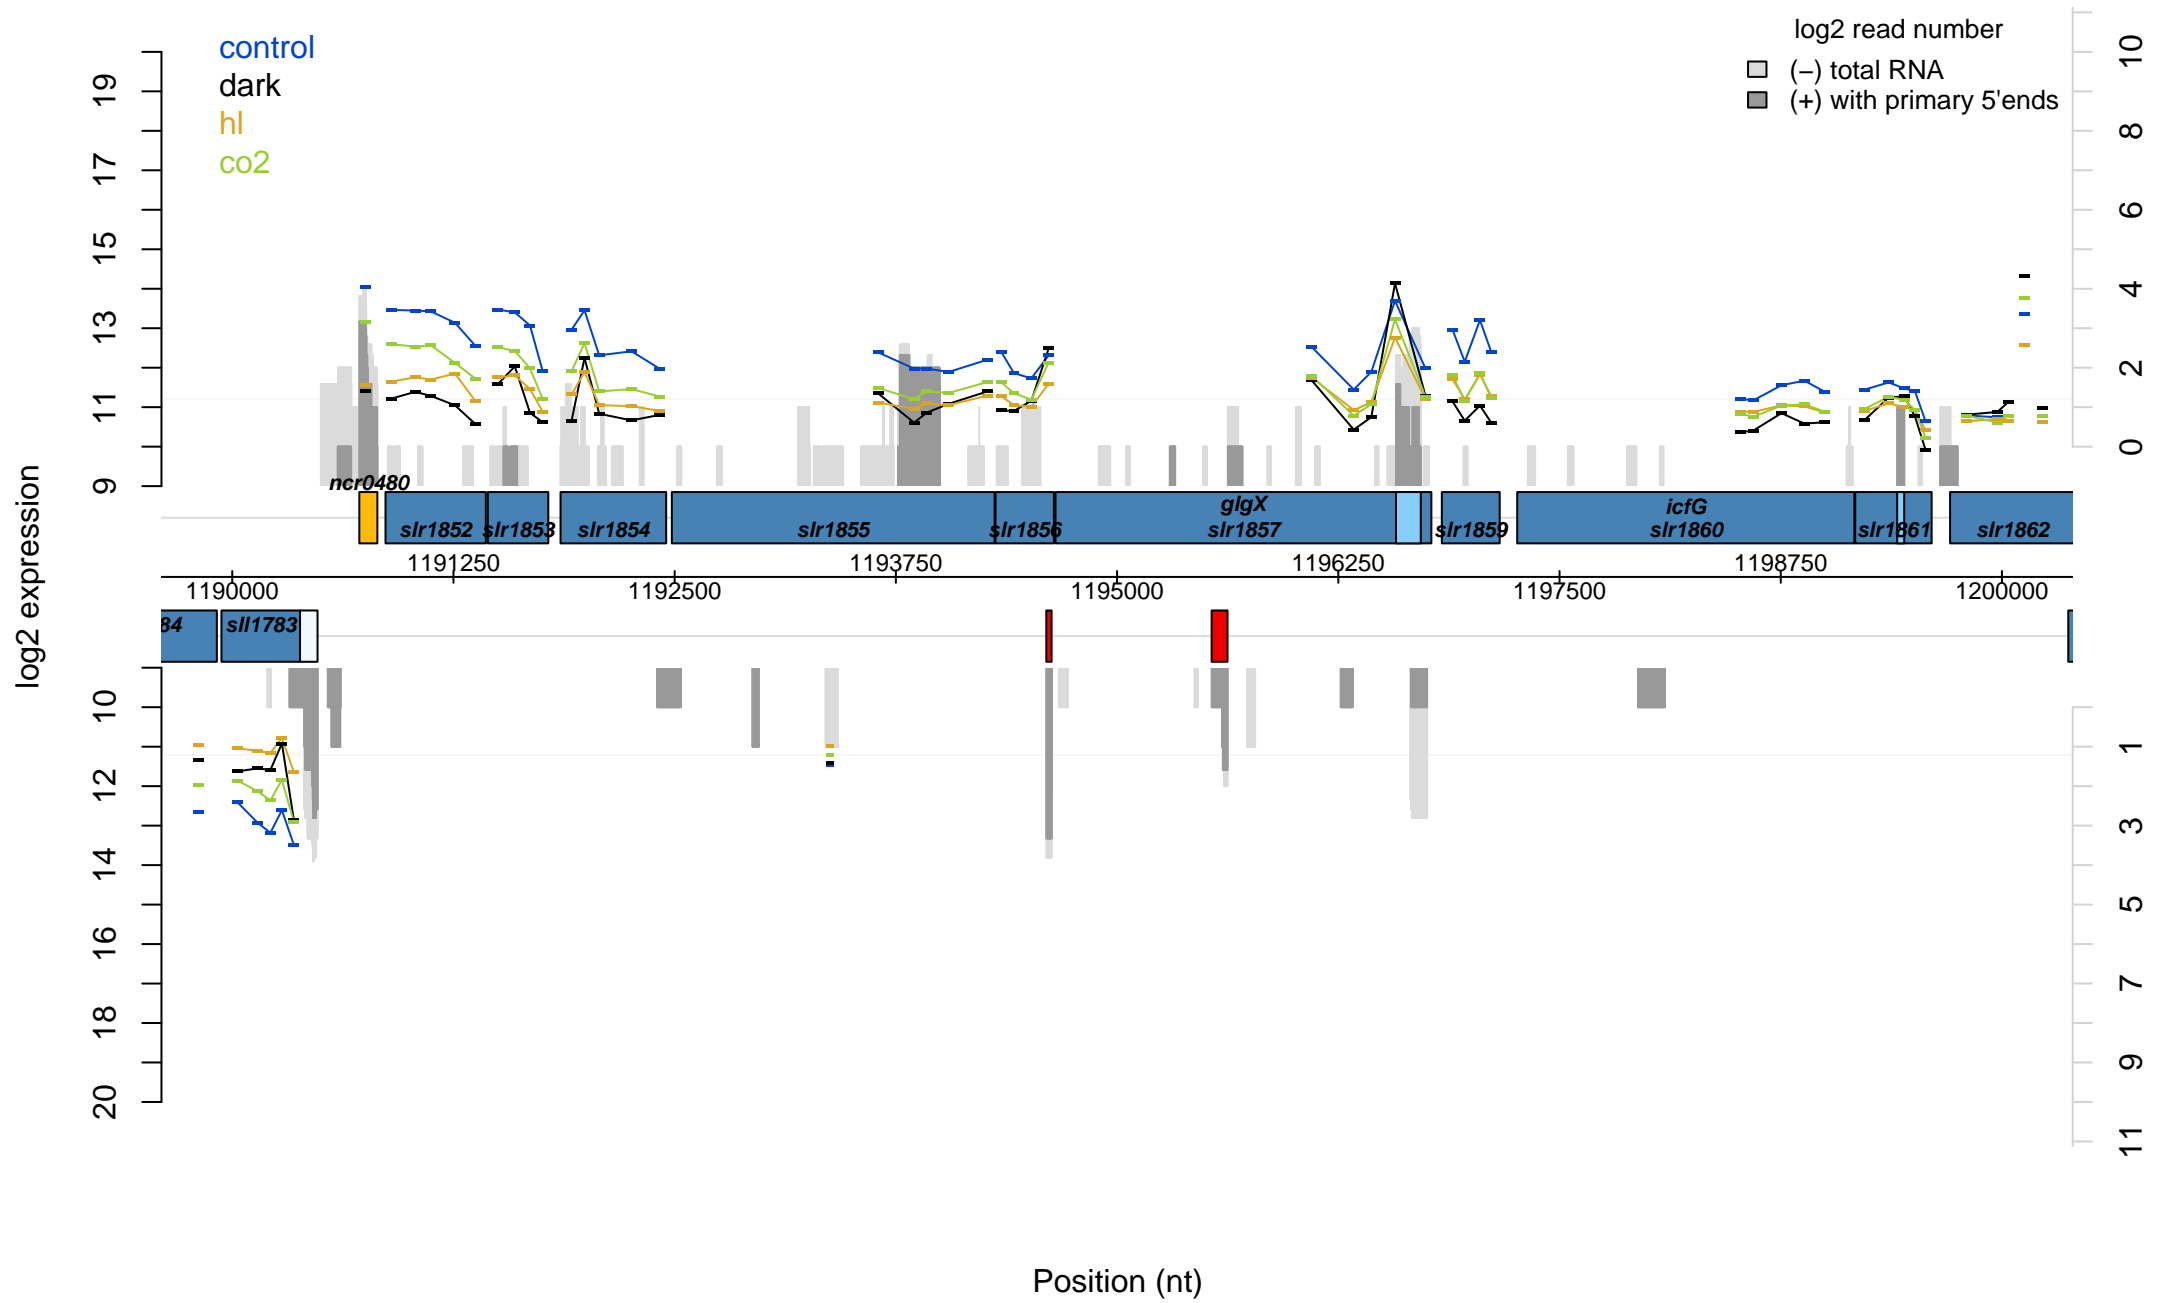 control
dark
hl
co2
log2 read number
(−) total RNA
(+) with primary 5'ends
19
17
15
13
11
9
10
8
6
4
2
0
log2 expression
ncr0480
slr1852
slr1853
slr1854
slr1855
slr1856
glgX
slr1857
slr1859
icfG
slr1860
slr1861
slr1862
1191250
1193750
1196250
1198750
1190000
1192500
1195000
1197500
1200000
84
sll1783
10
12
14
16
18
20
1
3
5
7
9
11
Position (nt)